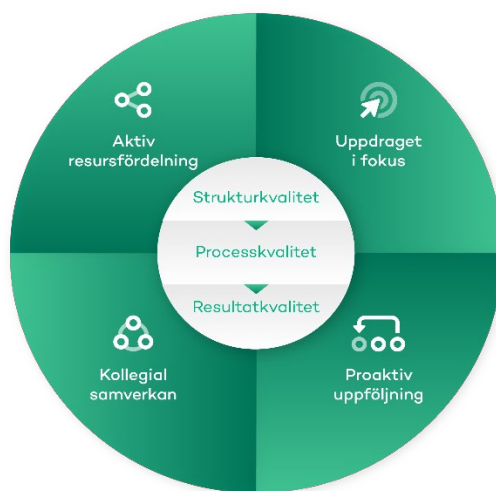 Aktiv
resursfördelning
Uppdraget
i fokus
Strukturkvalitet
Processkvalitet
Resultatkvalitet
Kollegial
samverkan
Proaktiv
uppföljning